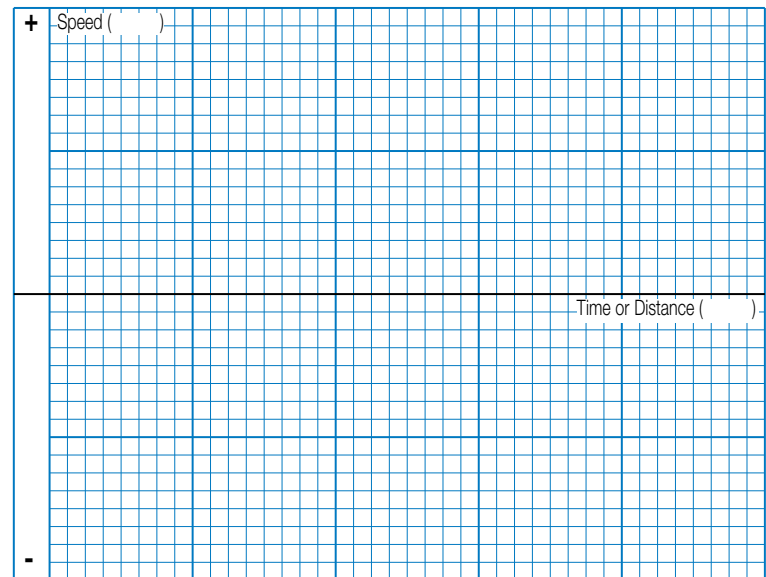 + Speed ( )
Time or Distance ( )
-